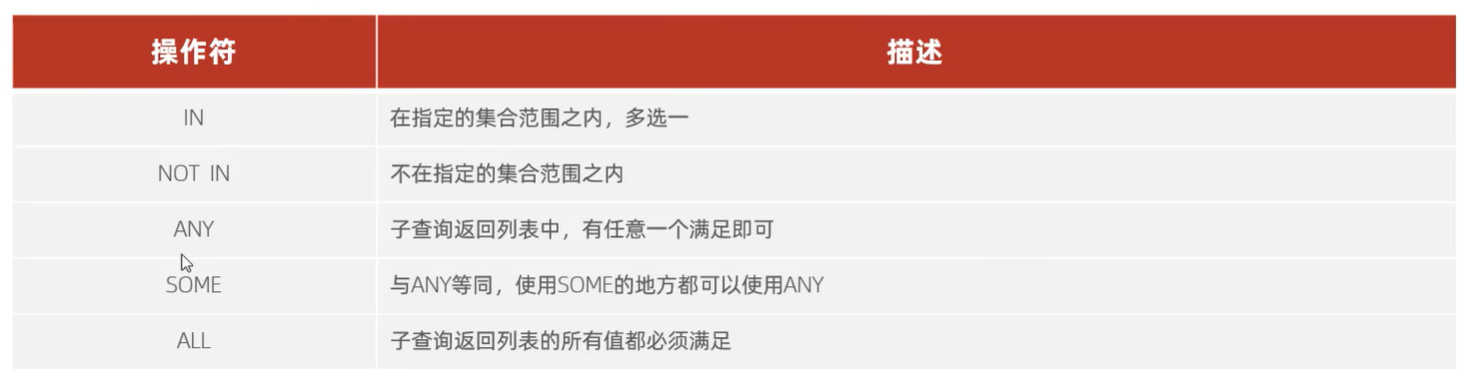 操作符 描述
IN 在指定的集合范围之内，多选一
NOT IN 不在指定的集合范围之内
ANY 子查询返回列表中，有任意一个满足即可
SOME 与ANY等同，使用SOME的地方都可以使用ANY
ALL 子查询返回列表的所有值都必须满足